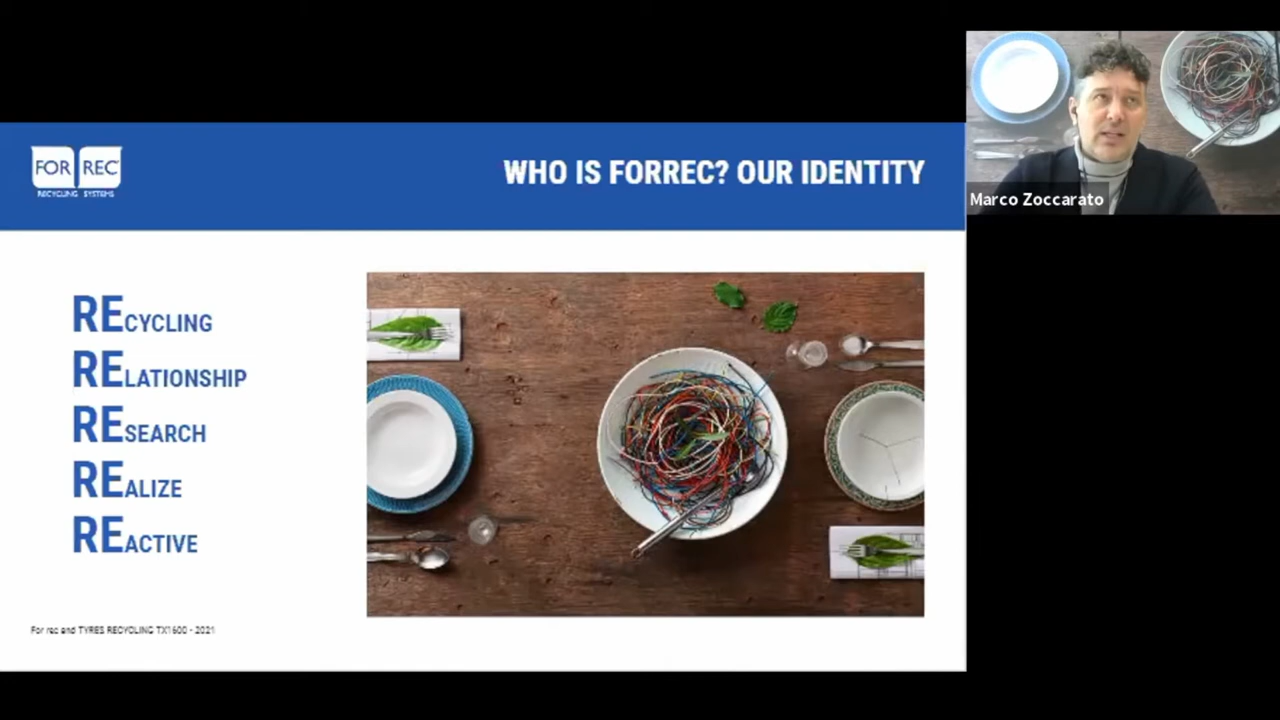 FOR REC
RECYCLING SYSTEMS
WHO IS FORREC? OUR IDENTITY
RECYCLING
RELATIONSHIP
RESEARCH
REALIZE
REACTIVE
For rec and TYRES RECYCLING TX1600 - 2021
Marco Zoccarato